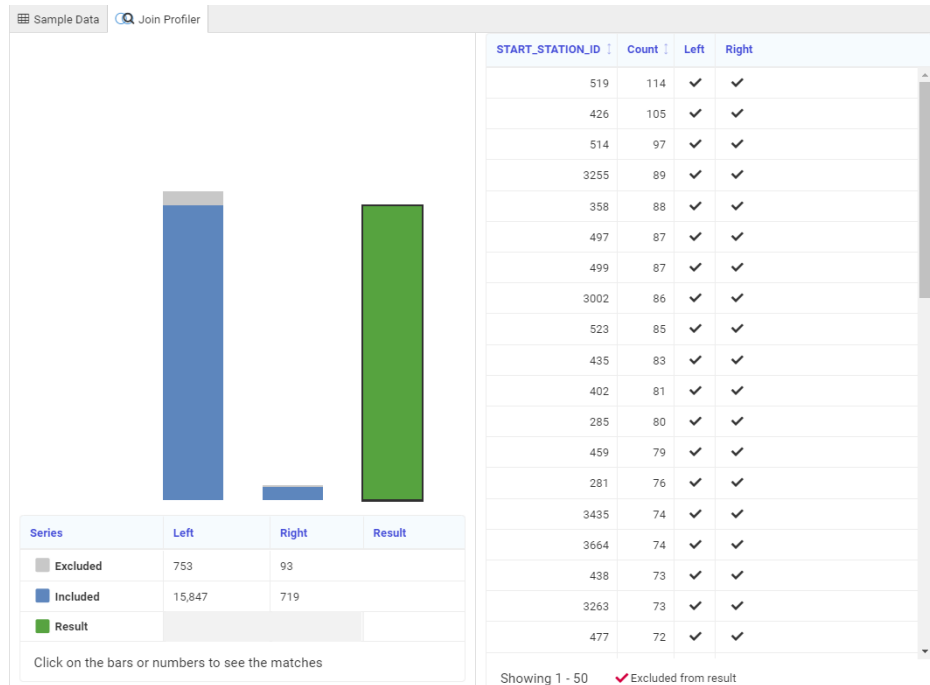 Sample Data Join Profiler
START_STATION_ID Count Left Right
519 114
426 105
514 97
3255 89
358 88
497 87
499 87
3002 86
523 85
435 83
402 81
285 80
459 79
281 76
3435 74
3664 74
438 73
3263 73
477 72
Showing 1 - 50 Excluded from result
Series Left Right Result
Excluded 753 93
Included 15,847 719
Result
Click on the bars or numbers to see the matches